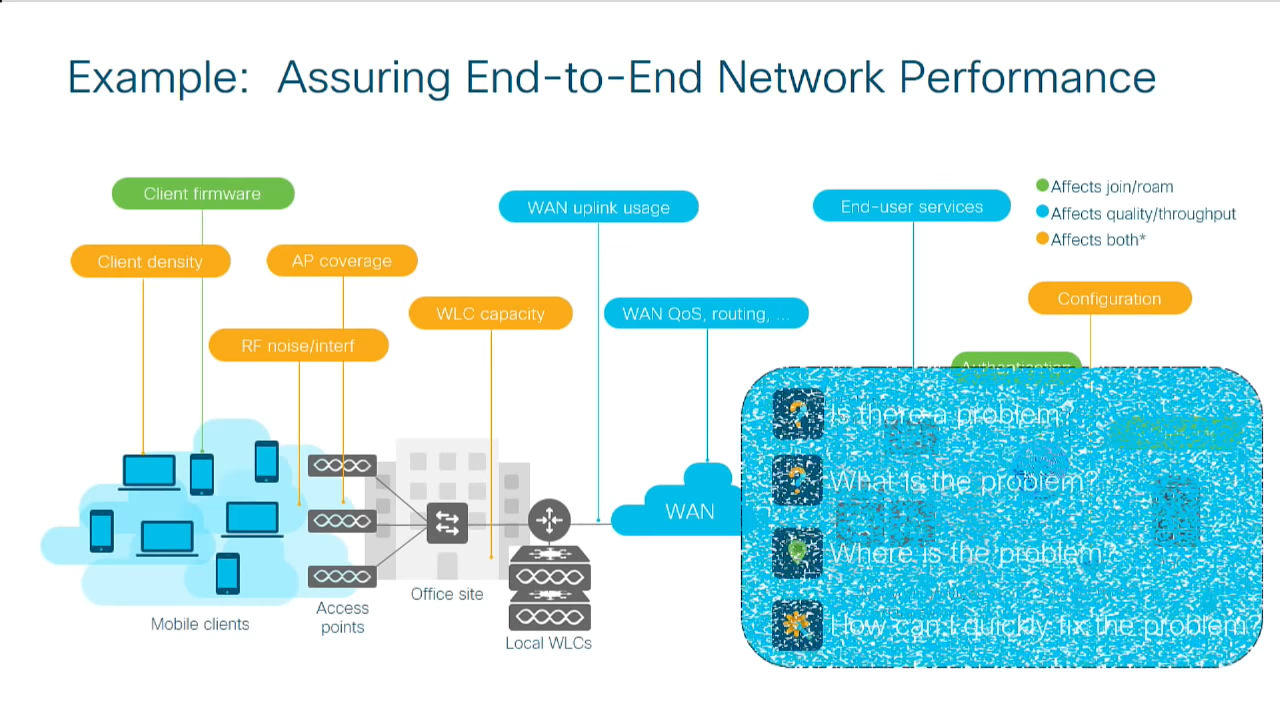 Example: Assuring End-to-End Network Performance
Client firmware
WAN uplink usage
End-user services
Affects join/roam
Affects quality/throughput
Affects both*
Client density
AP coverage
WLC capacity
WAN QoS, routing, ...
Configuration
RF noise/interf
Authentication
Is there a problem?
What is the problem?
WAN
Where is the problem?
Office site
Access
points
Mobile clients
How can I quickly fix the problem?
Local WLCs